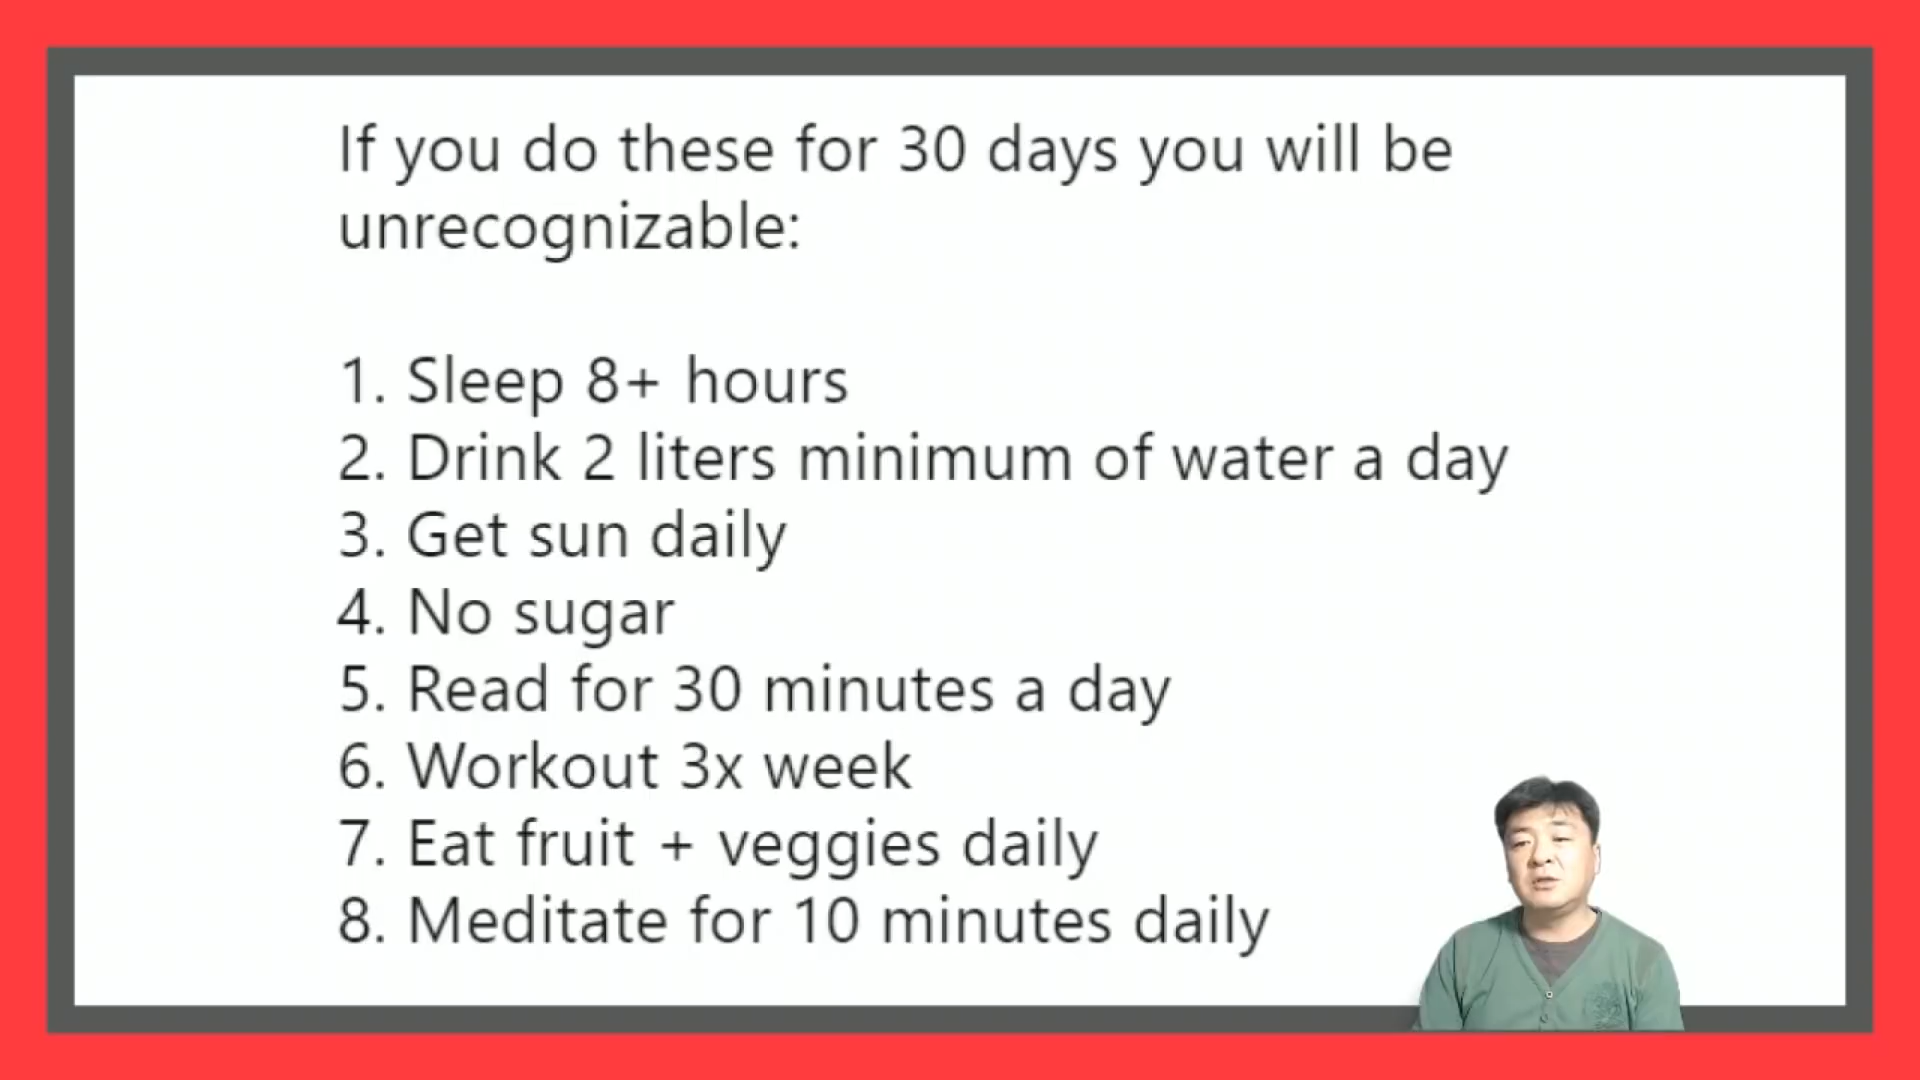 If you do these for 30 days you will be
unrecognizable:
1. Sleep 8+ hours
2. Drink 2 liters minimum of water a day
3. Get sun daily
4. No sugar
5. Read for 30 minutes a day
6. Workout 3x week
7. Eat fruit + veggies daily
8. Meditate for 10 minutes daily